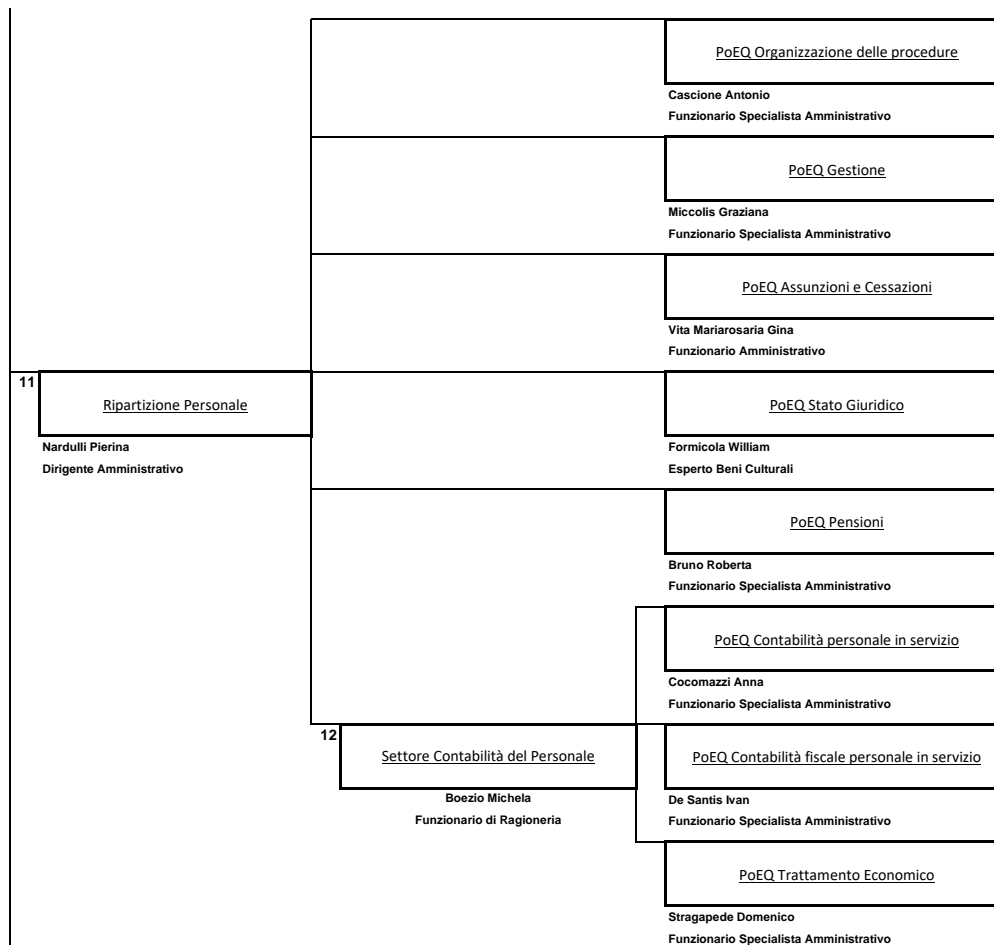 PoEQ Organizzazione delle procedure
Cascione Antonio
Funzionario Specialista Amministrativo
PoEQ Gestione
Miccolis Graziana
Funzionario Specialista Amministrativo
PoEQ Assunzioni e Cessazioni
Vita Mariarosaria Gina
Funzionario Amministrativo
11
Ripartizione Personale
Nardulli Pierina
Dirigente Amministrativo
PoEQ Stato Giuridico
Formicola William
Esperto Beni Culturali
PoEQ Pensioni
Bruno Roberta
Funzionario Specialista Amministrativo
PoEQ Contabilità personale in servizio
Cocomazzi Anna
Funzionario Specialista Amministrativo
12
Settore Contabilità del Personale
Boezio Michela
Funzionario di Ragioneria
PoEQ Contabilità fiscale personale in servizio
De Santis Ivan
Funzionario Specialista Amministrativo
PoEQ Trattamento Economico
Stragapede Domenico
Funzionario Specialista Amministrativo